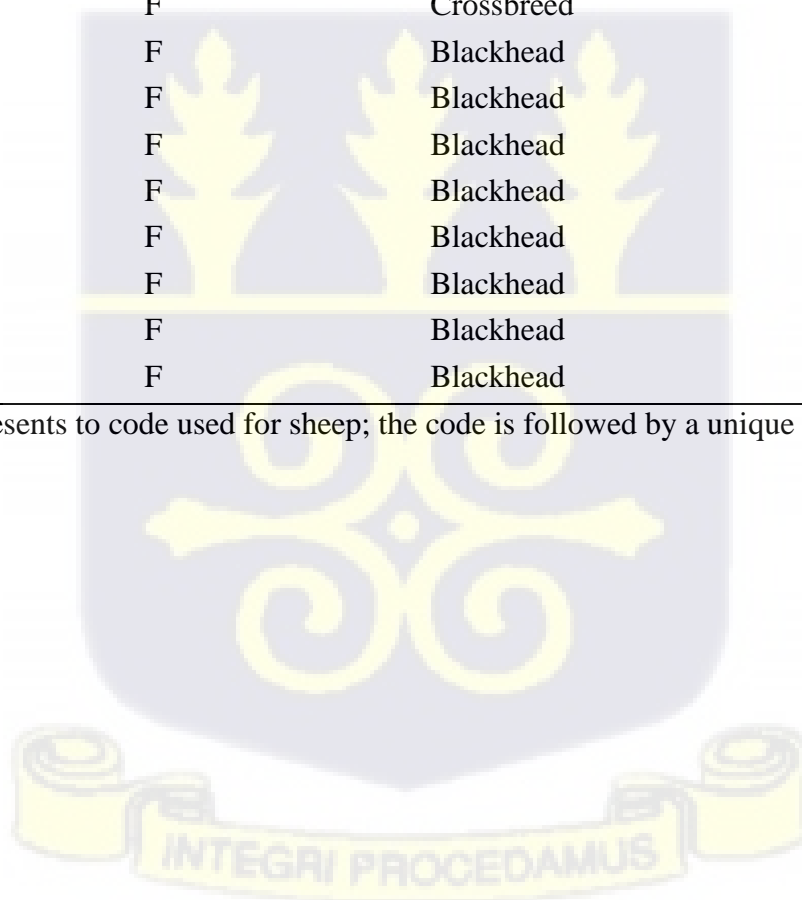 F Crossbreed
F Blackhead
F Blackhead
F Blackhead
F Blackhead
F Blackhead
F Blackhead
F Blackhead
F Blackhead
to code used for sheep; the code is followed by a unique
INTEGRI PROCEDAMUS